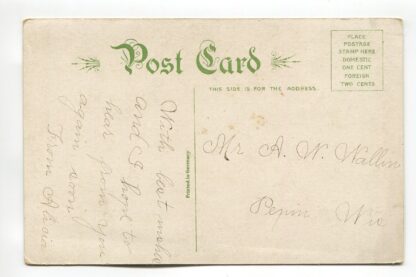 Post Card
THIS SIDE IS FOR THE ADDRESS.
PLACE
POSTAGE
STAMP HERE
DOMESTIC
ONE CENT
FOREIGN
TWO CENTS
With best wishes
and I hope to
hear from you
again soon
From
Printed in Germany
Mr A. W. Wallin
Pepin Wis